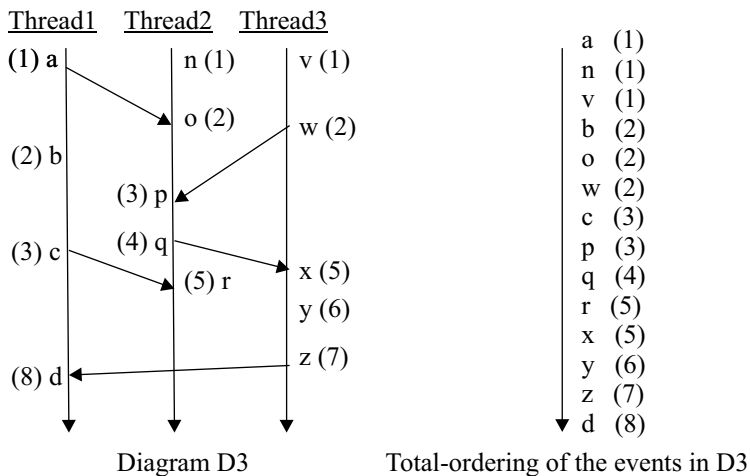 Thread1 Thread2 Thread3
(1) a n (1) v (1)
o (2) w (2)
(2) b
(3) p
(3) c (4) q
(5) r x (5)
y (6)
(8) d z (7)
Diagram D3
a (1)
n (1)
v (1)
b (2)
o (2)
w (2)
c (3)
p (3)
q (4)
r (5)
x (5)
y (6)
z (7)
d (8)
Total-ordering of the events in D3